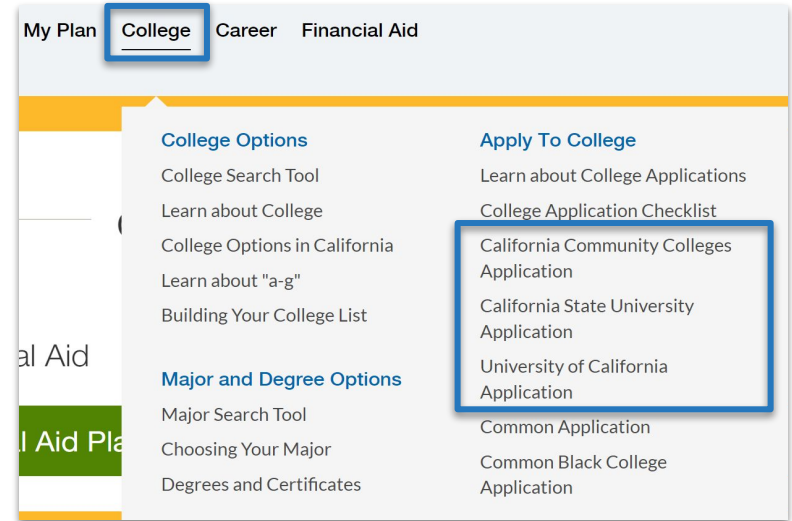 My Plan College Career Financial Aid
College Options
College Search Tool
Learn about College
College Options in California
Learn about "a-g"
Building Your College List
Major and Degree Options
Major Search Tool
Choosing Your Major
Degrees and Certificates
Apply To College
Learn about College Applications
College Application Checklist
California Community Colleges
Application
California State University
Application
University of California
Application
Common Application
Common Black College
Application
al Aid
l Aid Pla